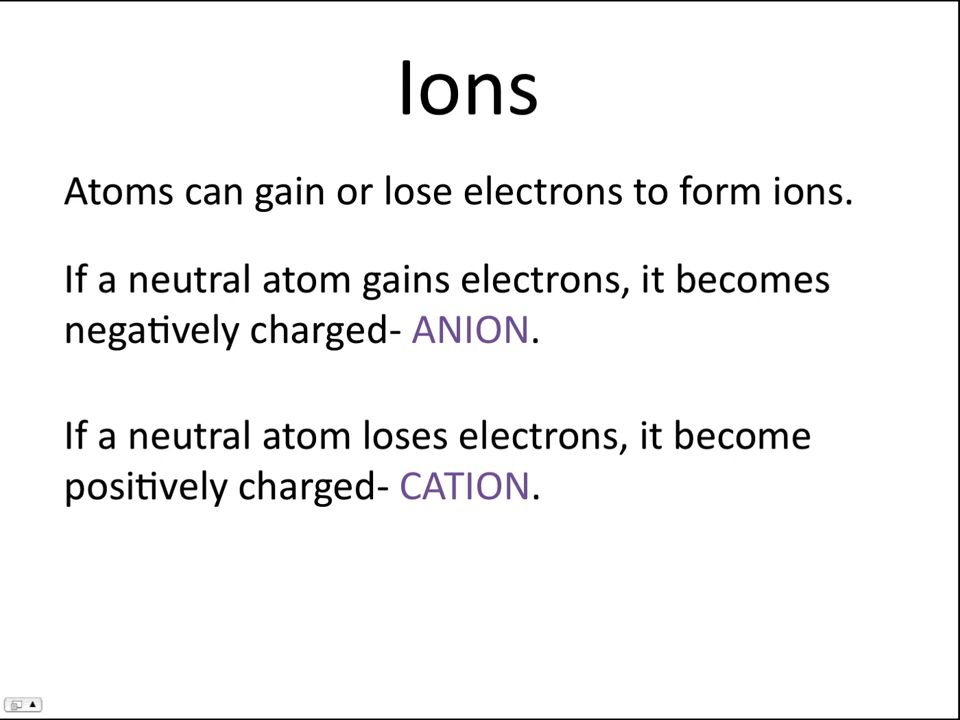 Ions
Atoms can gain or lose electrons to form ions.
If a neutral atom gains electrons, it becomes
negatively charged- ANION.
If a neutral atom loses electrons, it become
positively charged- CATION.